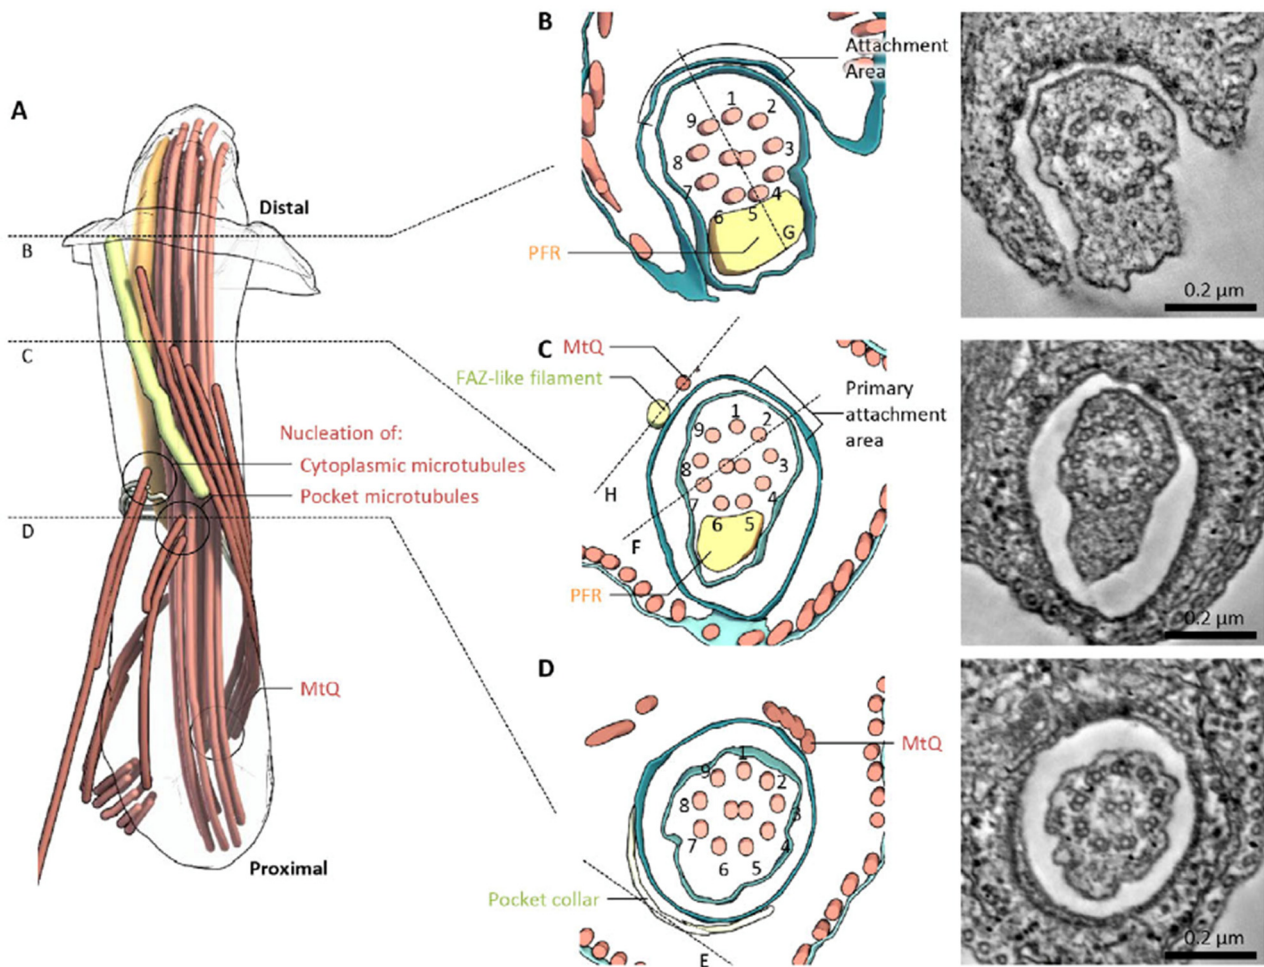 A
Distal
B
C
Nucleation of:
Cytoplasmic microtubules
Pocket microtubules
D
MtQ
Proximal
B
Attachment
Area
1
2
3
4
5
6
7
8
9
G
PFR
0.2 µm
C
MtQ
FAZ-like filament
Primary
attachment
area
1
2
3
4
5
6
7
8
9
H
F
PFR
0.2 µm
D
MtQ
1
2
3
4
5
6
7
8
9
Pocket collar
E
0.2 µm